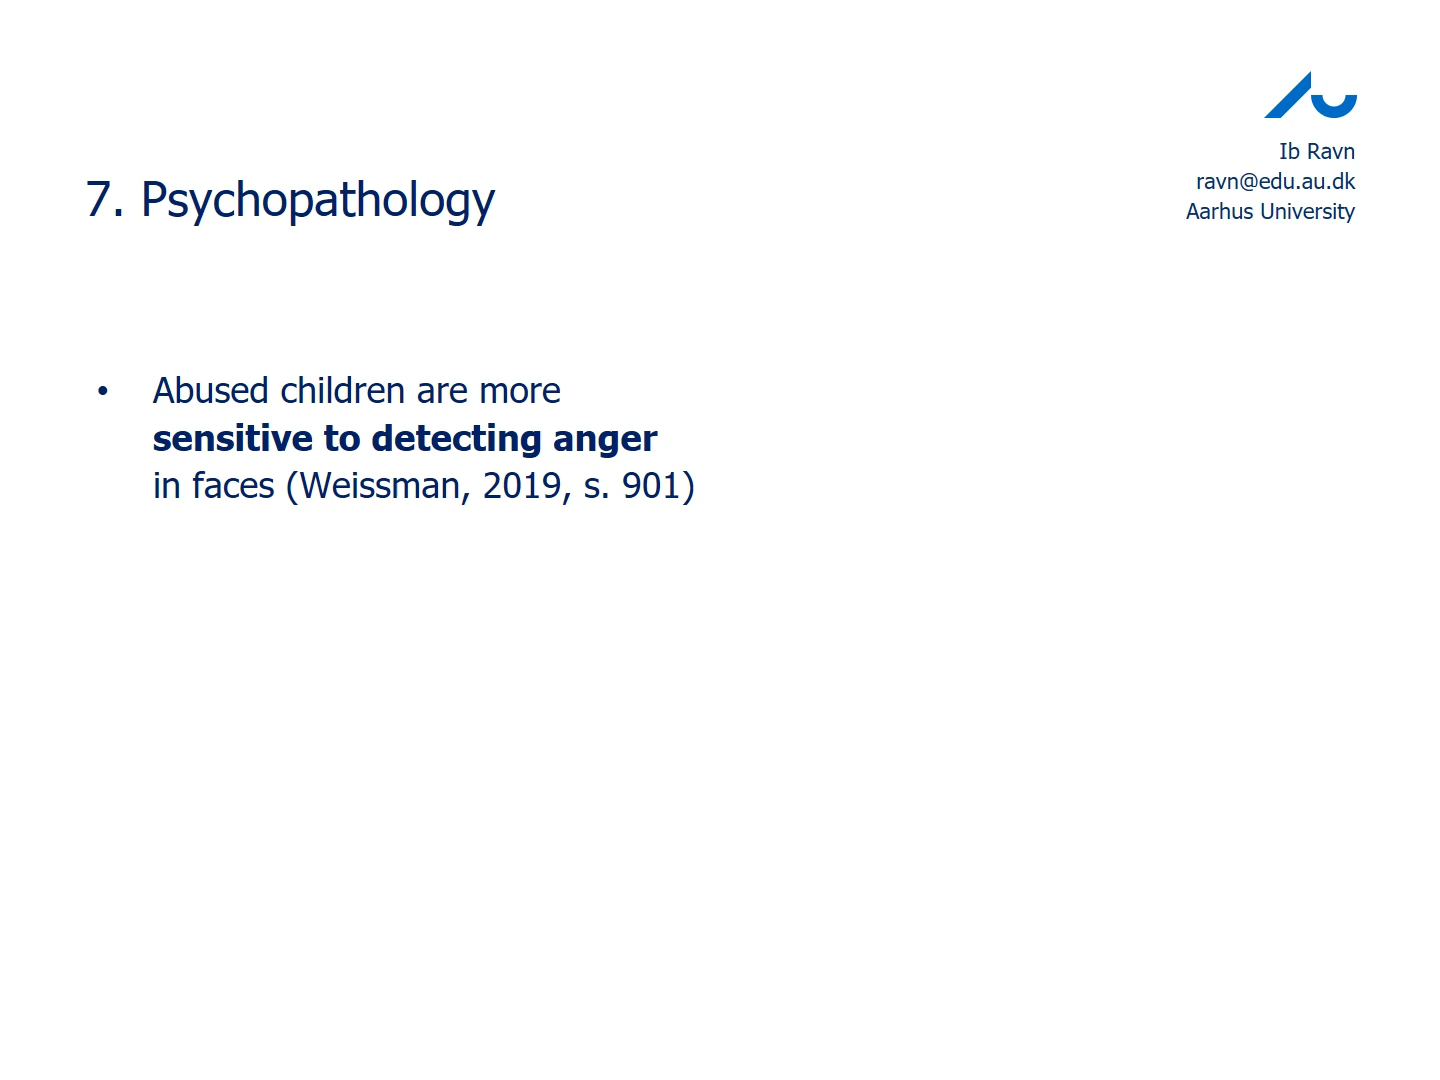 Ib Ravn
ravn@edu.au.dk
Aarhus University
7. Psychopathology
• Abused children are more
sensitive to detecting anger
in faces (Weissman, 2019, s. 901)